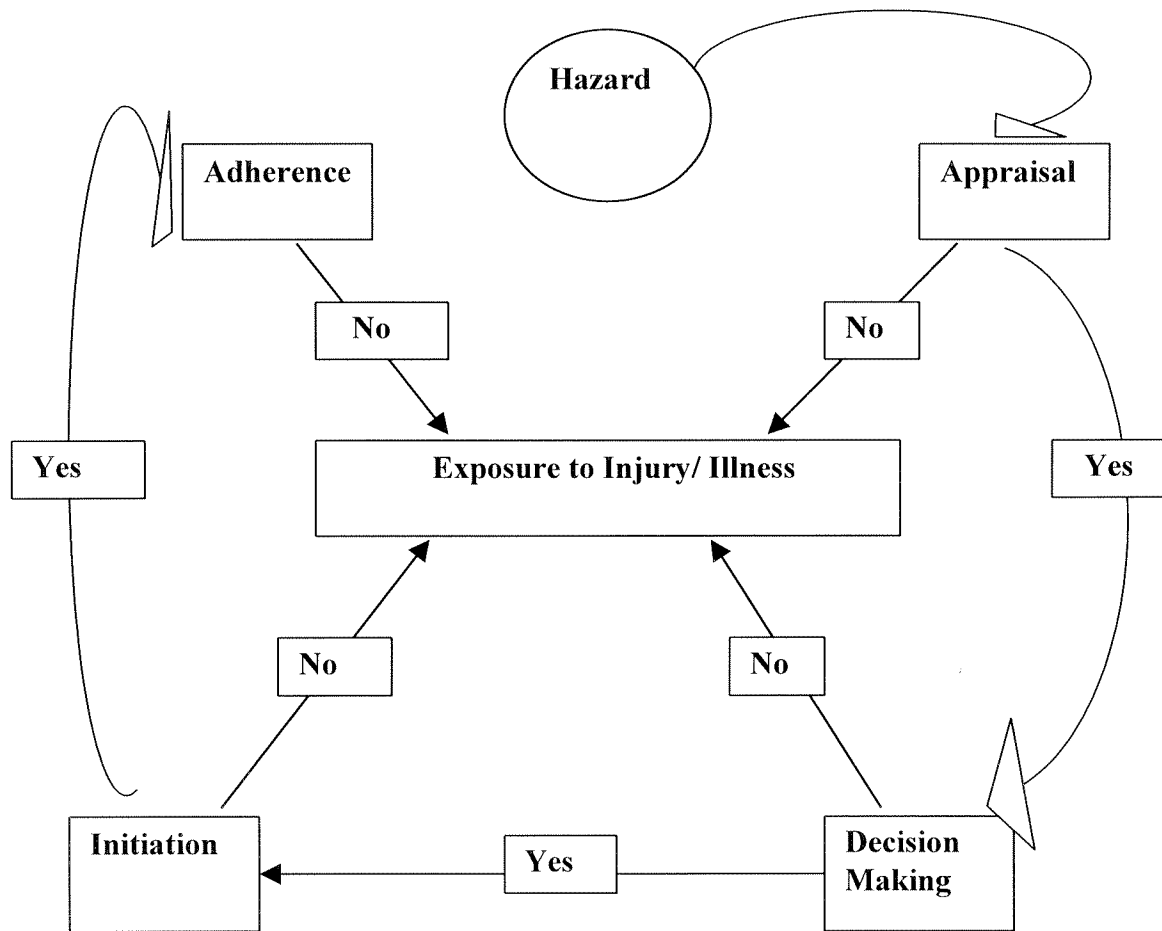 Hazard
Adherence
Appraisal
No
No
Yes
Exposure to Injury/ Illness
Yes
No
No
Initiation
Yes
Decision
Making